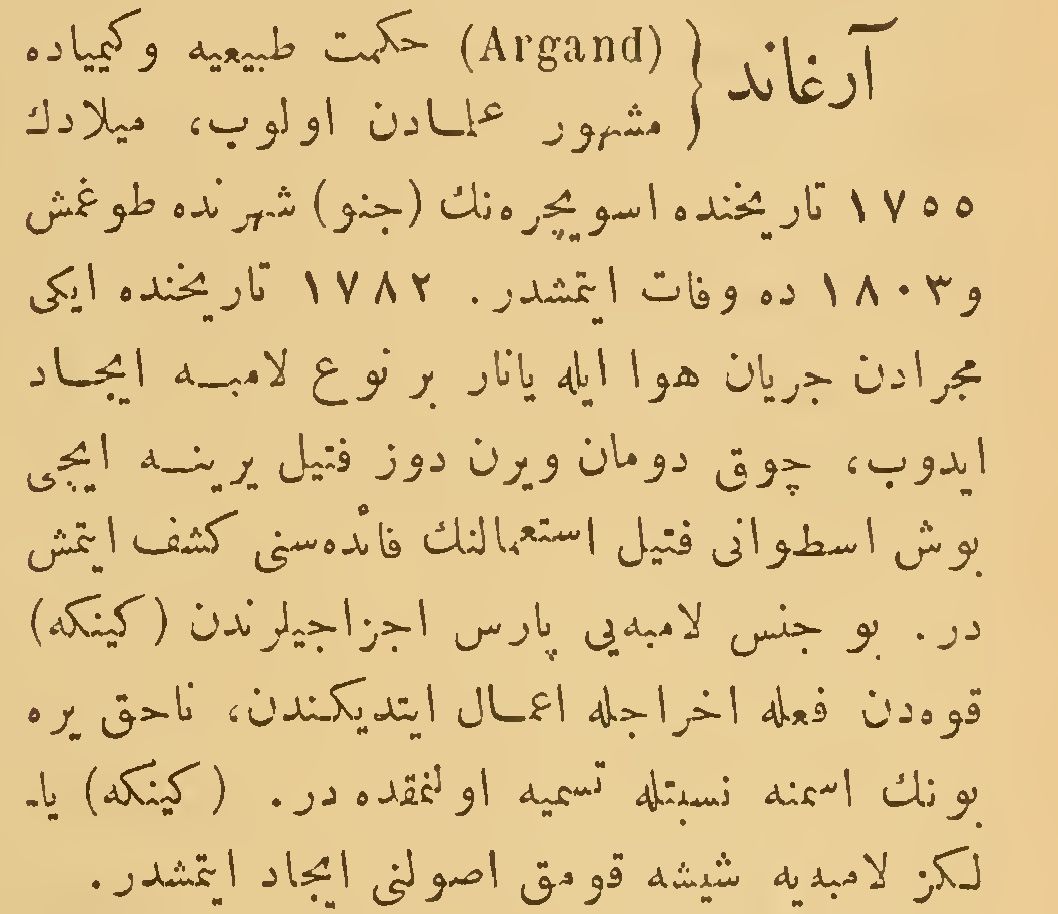 آرغاند { (Argand) حكمت طبيعيه وكيمياده
مشهور علمادن اولوب، ميلادك
١٧٥٥ تاريخنده اسويچره‌نك (جنو) شهرنده طوغمش
و١٨٠٣ ده وفات ايتمشدر. ١٧٨٢ تاريخنده ايكى
مجرادن جريان هوا ايله يانار بر نوع لامبه ايجاد
ايدوب، چوق دومان ويرن دوز فتيل يرينه ايچى
بوش اسطوانى فتيل استعمالنك فائده‌سنى كشف ايتمش
در. بو جنس لامبه‌يى پارس اجزاجيلرندن (كينكه)
قوه‌دن فعله اخراجله اعمال ايتديكندن، ناحق يره
بونك اسمنه نسبتله تسميه اولنمقده در. (كينكه) يا-
لكز لامبه‌يه شيشه قومق اصولنى ايجاد ايتمشدر.